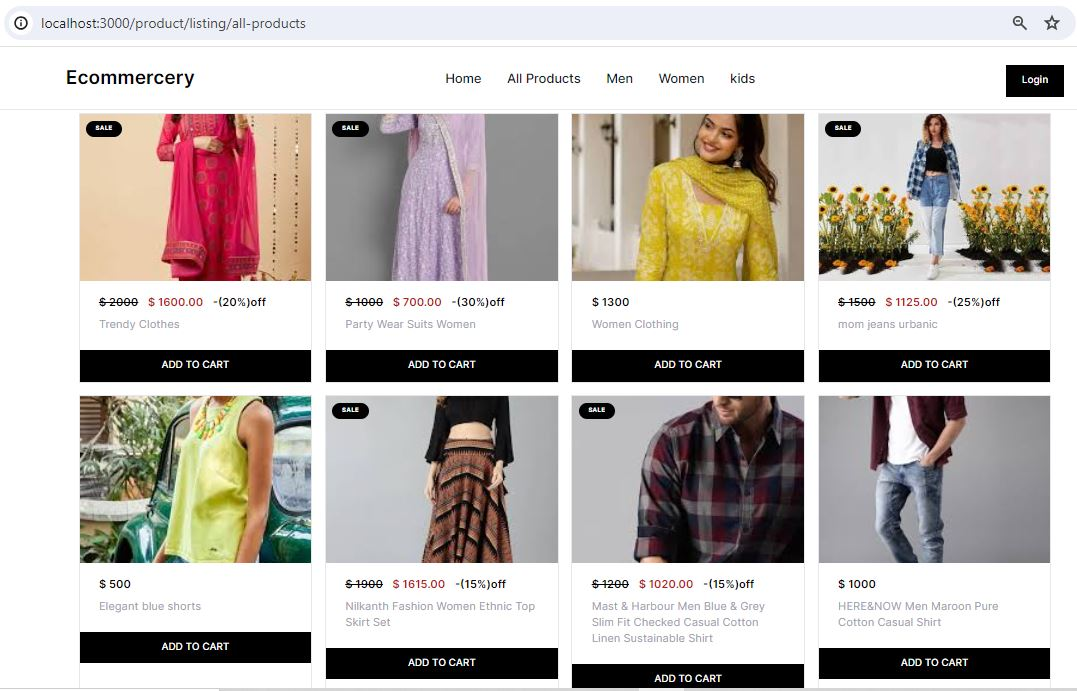 localhost:3000/product/listing/all-products
Ecommercery Home All Products Men Women kids Login
SALE SALE SALE
$ 2000 $ 1600.00 -(20%)off
Trendy Clothes
ADD TO CART
$ 1000 $ 700.00 -(30%)off
Party Wear Suits Women
ADD TO CART
$ 1300
Women Clothing
ADD TO CART
$ 1500 $ 1125.00 -(25%)off
mom jeans urbanic
ADD TO CART
SALE SALE
$ 500
Elegant blue shorts
ADD TO CART
$ 1900 $ 1615.00 -(15%)off
Nilkanth Fashion Women Ethnic Top
Skirt Set
ADD TO CART
$ 1200 $ 1020.00 -(15%)off
Mast & Harbour Men Blue & Grey
Slim Fit Checked Casual Cotton
Linen Sustainable Shirt
ADD TO CART
$ 1000
HERE&NOW Men Maroon Pure
Cotton Casual Shirt
ADD TO CART